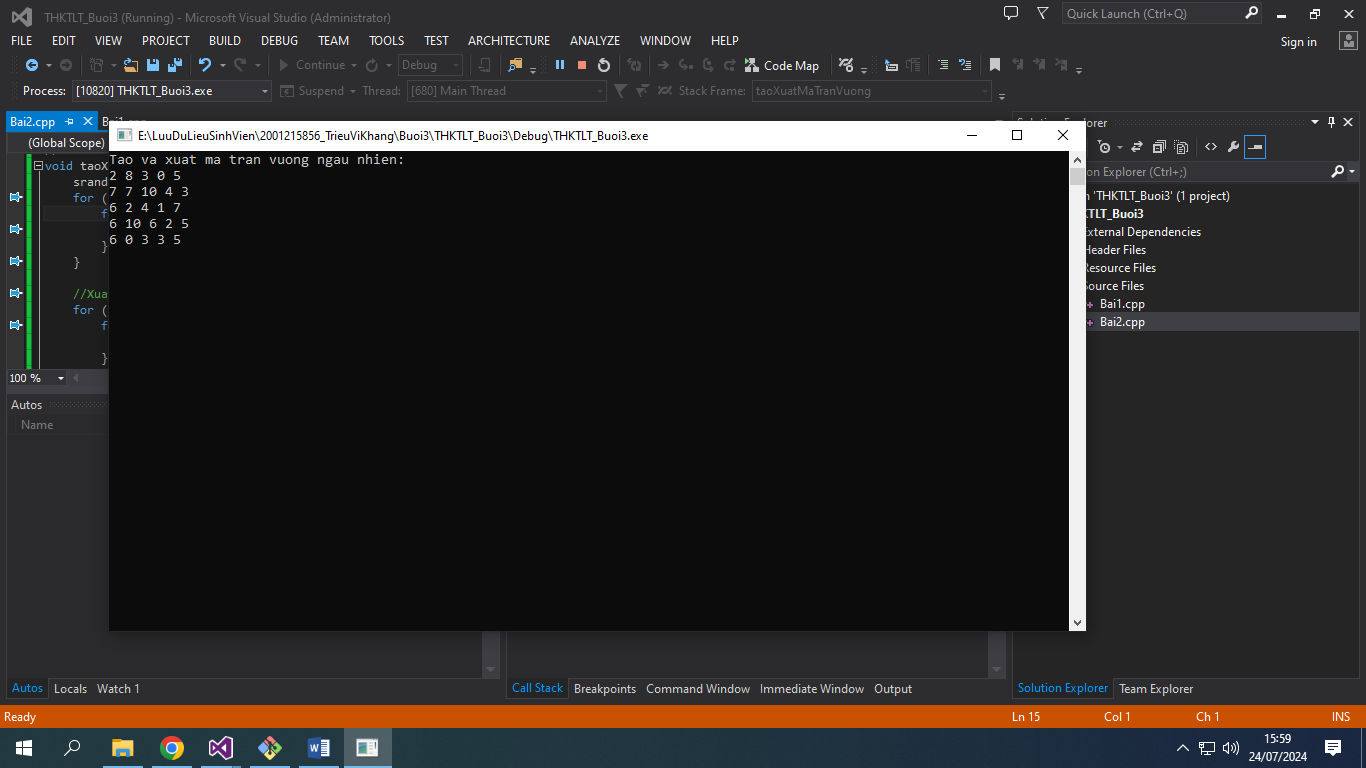 THKTLT_Buoi3 (Running) - Microsoft Visual Studio (Administrator)
Quick Launch (Ctrl+Q)
FILE EDIT VIEW PROJECT BUILD DEBUG TEAM TOOLS TEST ARCHITECTURE ANALYZE WINDOW HELP
Sign in
Continue Debug Code Map
Process: [10820] THKTLT_Buoi3.exe Suspend Thread: [680] Main Thread Stack Frame: taoXuatMaTranVuong
Bai2.cpp Bai1.cpp
Explorer
(Global Scope)
E:\LuuDuLieuSinhVien\2001215856_TrieuViKhang\Buoi3\THKTLT_Buoi3\Debug\THKTLT_Buoi3.exe
Tao va xuat ma tran vuong ngau nhien:
2 8 3 0 5
7 7 10 4 3
6 2 4 1 7
6 10 6 2 5
6 0 3 3 5
void taoX
srand
for (
f
}
}
//Xua
for (
f
}
100 %
Autos
Name
on Explorer (Ctrl+;)
n 'THKTLT_Buoi3' (1 project)
KTLT_Buoi3
External Dependencies
Header Files
Resource Files
Source Files
Bai1.cpp
Bai2.cpp
Autos Locals Watch 1
Call Stack Breakpoints Command Window Immediate Window Output
Solution Explorer Team Explorer
Ready Ln 15 Col 1 Ch 1 INS
15:59
24/07/2024